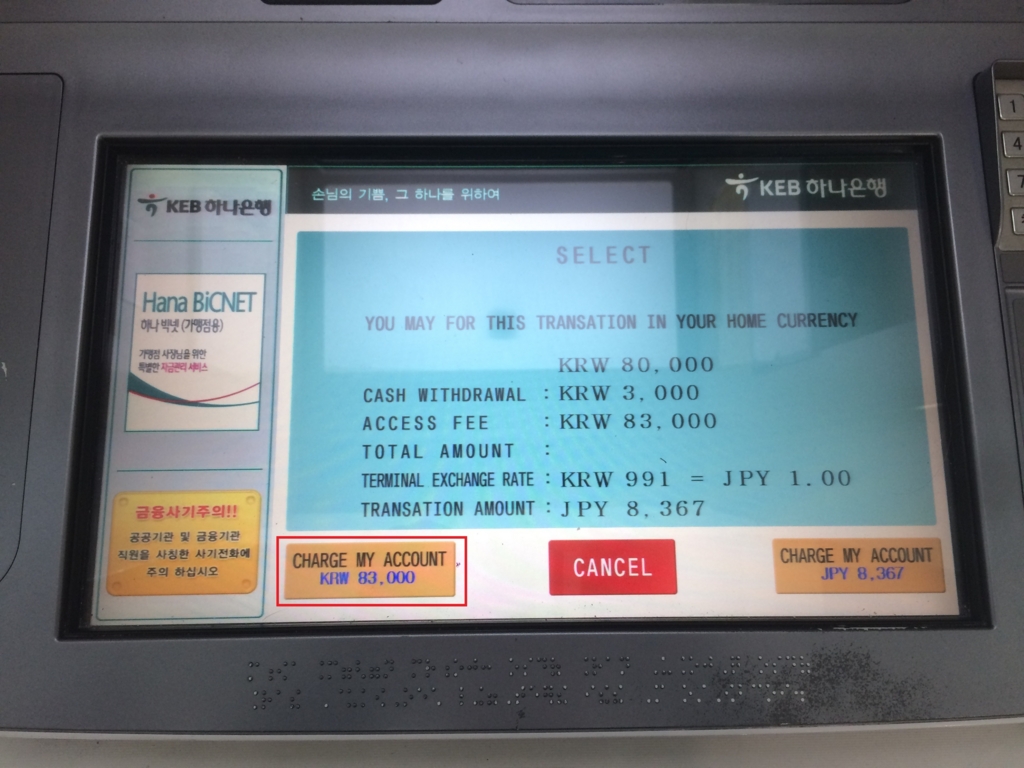 KEB 하나은행
손님의 기쁨, 그 하나를 위하여
KEB 하나은행
Hana BiCNET
하나 빅넷 (가맹점용)
가맹점 사장님을 위한
특별한 자금관리 서비스
금융사기주의!!
공공기관 및 금융기관
직원을 사칭한 사기전화에
주의 하십시오
SELECT
YOU MAY FOR THIS TRANSATION IN YOUR HOME CURRENCY
KRW 80,000
CASH WITHDRAWAL : KRW 3,000
ACCESS FEE : KRW 83,000
TOTAL AMOUNT :
TERMINAL EXCHANGE RATE : KRW 991 = JPY 1.00
TRANSATION AMOUNT : JPY 8,367
CHARGE MY ACCOUNT
KRW 83,000
CANCEL
CHARGE MY ACCOUNT
JPY 8,367
1
4
7